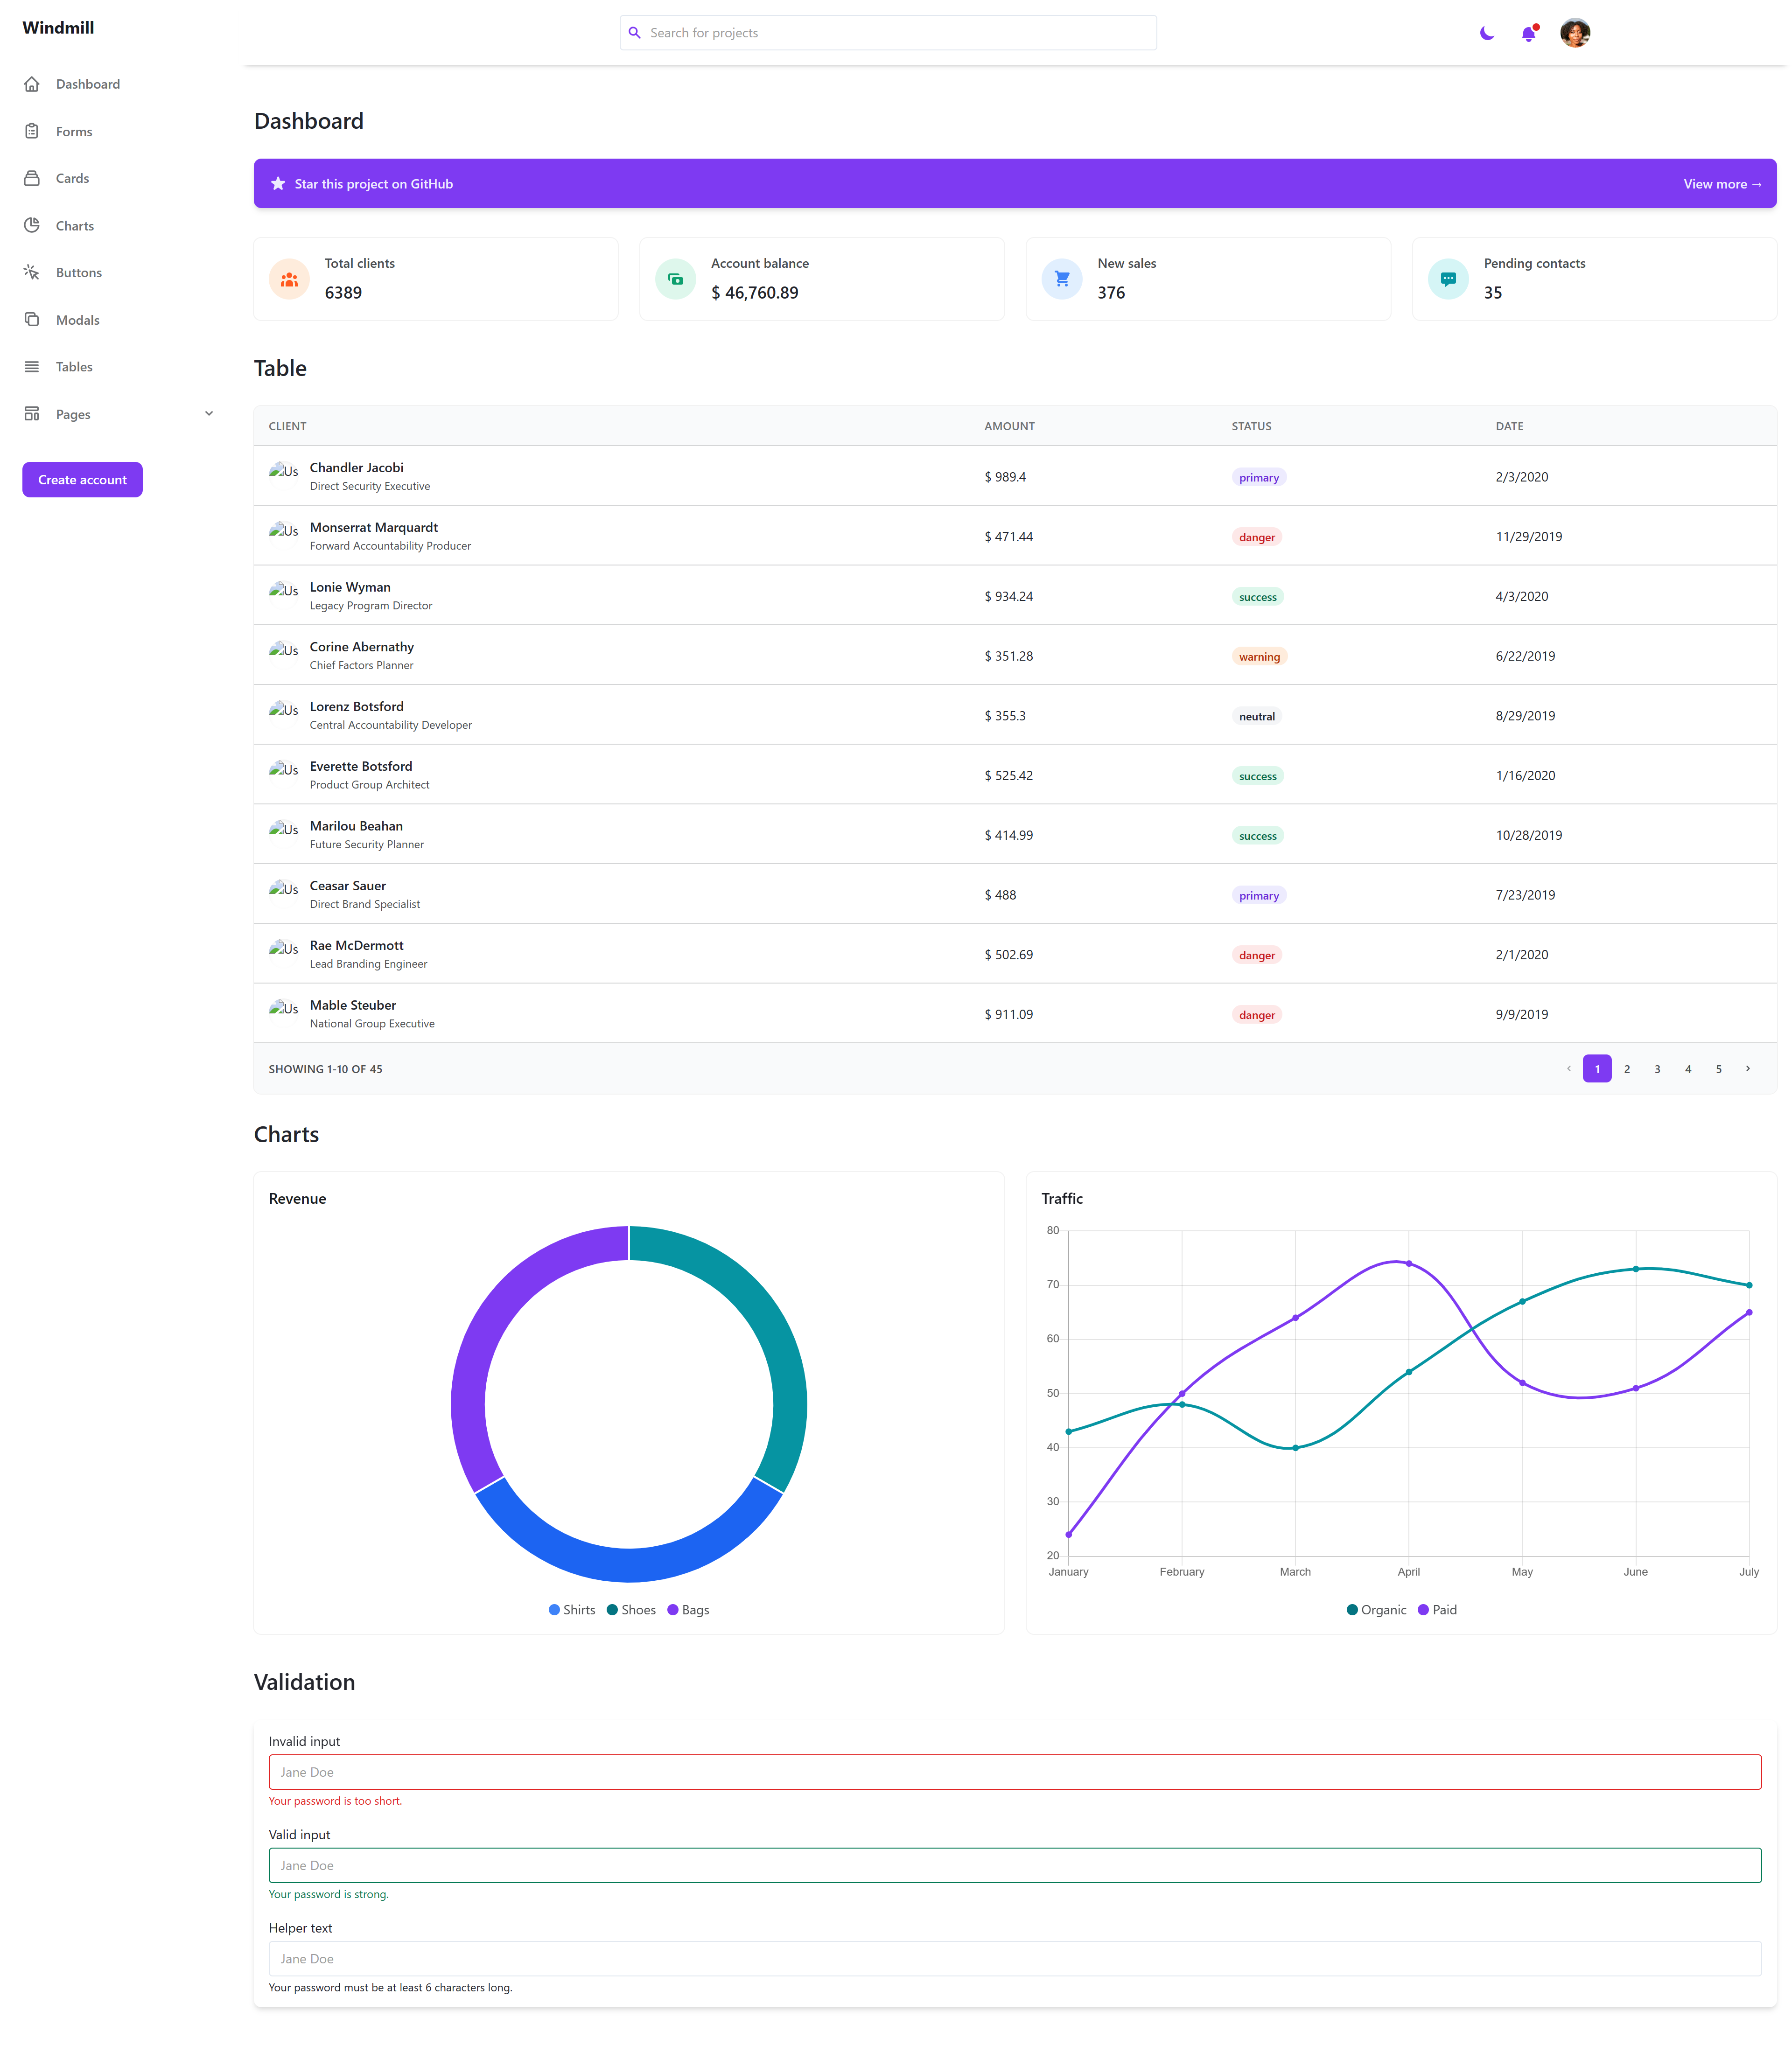 Windmill
Search for projects
Dashboard
Forms
Cards
Charts
Buttons
Modals
Tables
Pages
Create account
Dashboard
Star this project on GitHub
View more →
Total clients
6389
Account balance
$ 46,760.89
New sales
376
Pending contacts
35
Table
CLIENT AMOUNT STATUS DATE
Us
Chandler Jacobi
Direct Security Executive
$ 989.4 primary 2/3/2020
Us
Monserrat Marquardt
Forward Accountability Producer
$ 471.44 danger 11/29/2019
Us
Lonie Wyman
Legacy Program Director
$ 934.24 success 4/3/2020
Us
Corine Abernathy
Chief Factors Planner
$ 351.28 warning 6/22/2019
Us
Lorenz Botsford
Central Accountability Developer
$ 355.3 neutral 8/29/2019
Us
Everette Botsford
Product Group Architect
$ 525.42 success 1/16/2020
Us
Marilou Beahan
Future Security Planner
$ 414.99 success 10/28/2019
Us
Ceasar Sauer
Direct Brand Specialist
$ 488 primary 7/23/2019
Us
Rae McDermott
Lead Branding Engineer
$ 502.69 danger 2/1/2020
Us
Mable Steuber
National Group Executive
$ 911.09 danger 9/9/2019
SHOWING 1-10 OF 45
1 2 3 4 5
Charts
Revenue
Shirts Shoes Bags
Traffic
80
70
60
50
40
30
20
January February March April May June July
Organic Paid
Validation
Invalid input
Jane Doe
Your password is too short.
Valid input
Jane Doe
Your password is strong.
Helper text
Jane Doe
Your password must be at least 6 characters long.